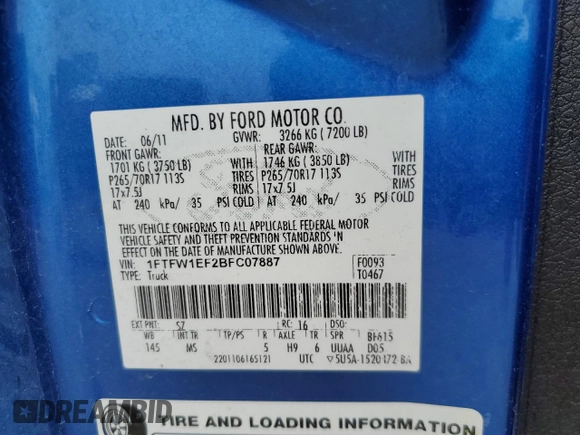 MFD. BY FORD MOTOR CO.
DATE: 06/11 GVWR: 3266 KG ( 7200 LB)
FRONT GAWR: REAR GAWR:
1701 KG ( 3750 LB) WITH 1746 KG ( 3850 LB) WITH
P265/70R17 113S TIRES P265/70R17 113S TIRES
17x7.5J RIMS 17x7.5J RIMS
AT 240 kPa/ 35 PSI COLD AT 240 kPa/ 35 PSI COLD
THIS VEHICLE CONFORMS TO ALL APPLICABLE FEDERAL MOTOR
VEHICLE SAFETY AND THEFT PREVENTION STANDARDS IN
EFFECT ON THE DATE OF MANUFACTURE SHOWN ABOVE.
VIN: 1FTFW1EF2BFC07887 F0093
TYPE: Truck T0467
EXT PNT: SZ RC: 16 DSO:
WB INT TR TP/PS R AXLE TR SPR BF615
145 MS 5 H9 6 UUAA D05
2201106165121 UTC 5U5A-1520472-BA
TIRE AND LOADING INFORMATION
DREAMBID